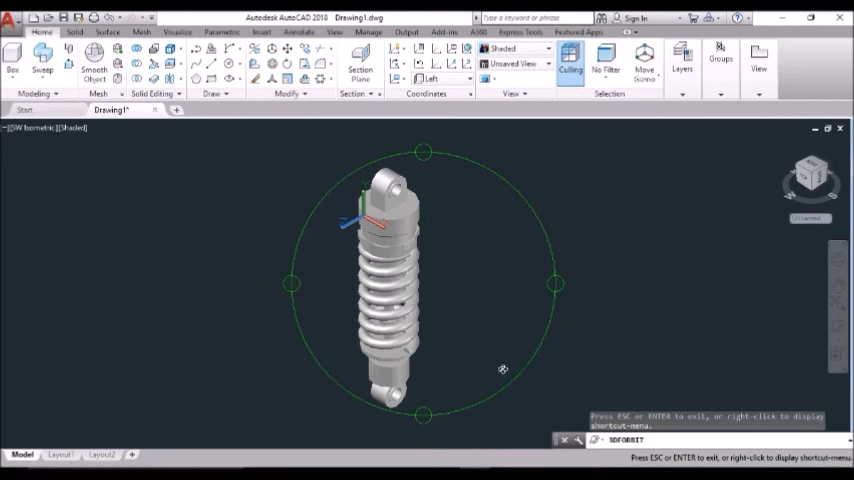 Autodesk AutoCAD 2018 Drawing1.dwg
Type a keyword or phrase
Sign In
Home Solid Surface Mesh Visualize Parametric Insert Annotate View Manage Output Add-ins A360 Express Tools Featured Apps
Box
Sweep
Smooth
Object
Section
Plane
Left
Shaded
Unsaved View
Culling
No Filter
Move
Gizmo
Layers
Groups
View
Modeling Mesh Solid Editing Draw Modify Section Coordinates View Selection
Start Drawing1*
[-][SW Isometric][Shaded]
W
S
Unnamed
Press ESC or ENTER to exit, or right-click to display
shortcut-menu.
3DFORBIT
Model Layout1 Layout2
Press ESC or ENTER to exit, or right-click to display shortcut-menu.